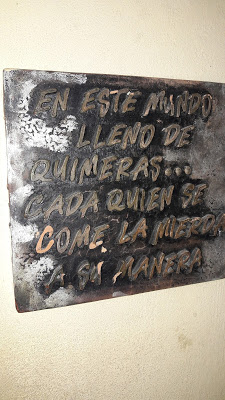 EN ESTE MUNDO
LLENO DE
QUIMERAS...
CADA QUIEN SE
COME LA MIERDA
A SU MANERA